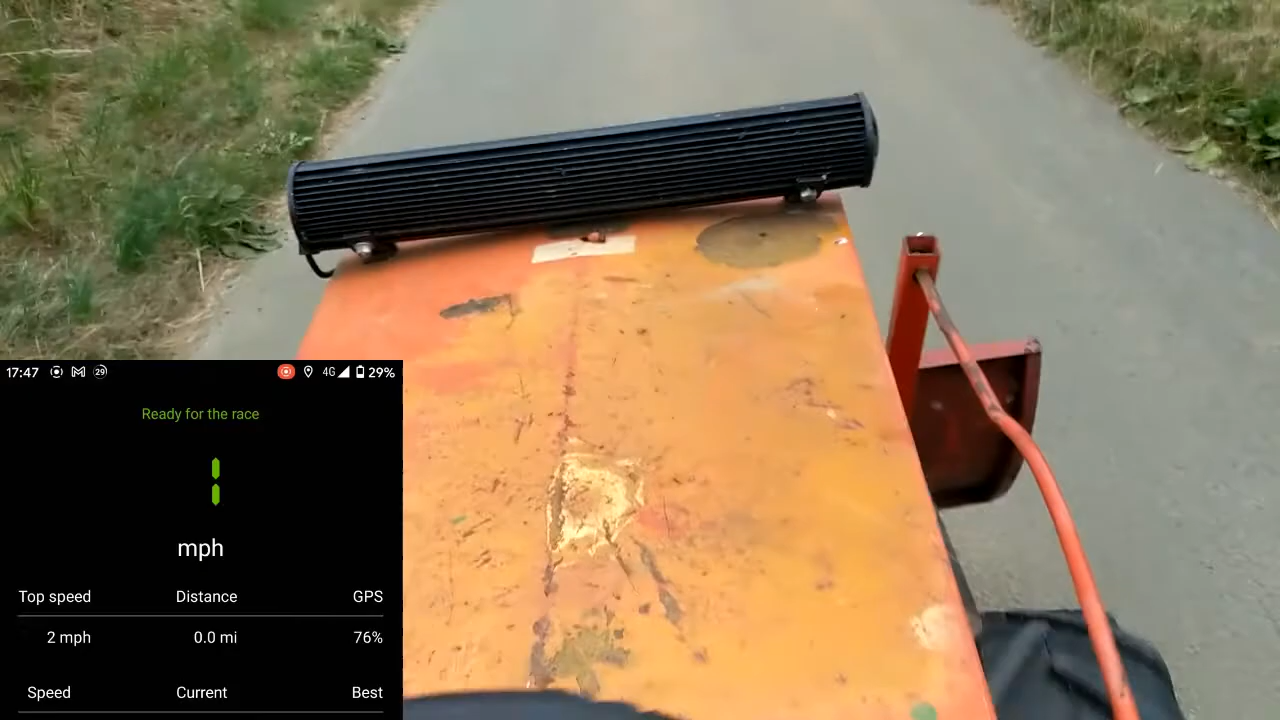 17:47 29 4G 29%
Ready for the race
1
mph
Top speed Distance GPS
2 mph 0.0 mi 76%
Speed Current Best